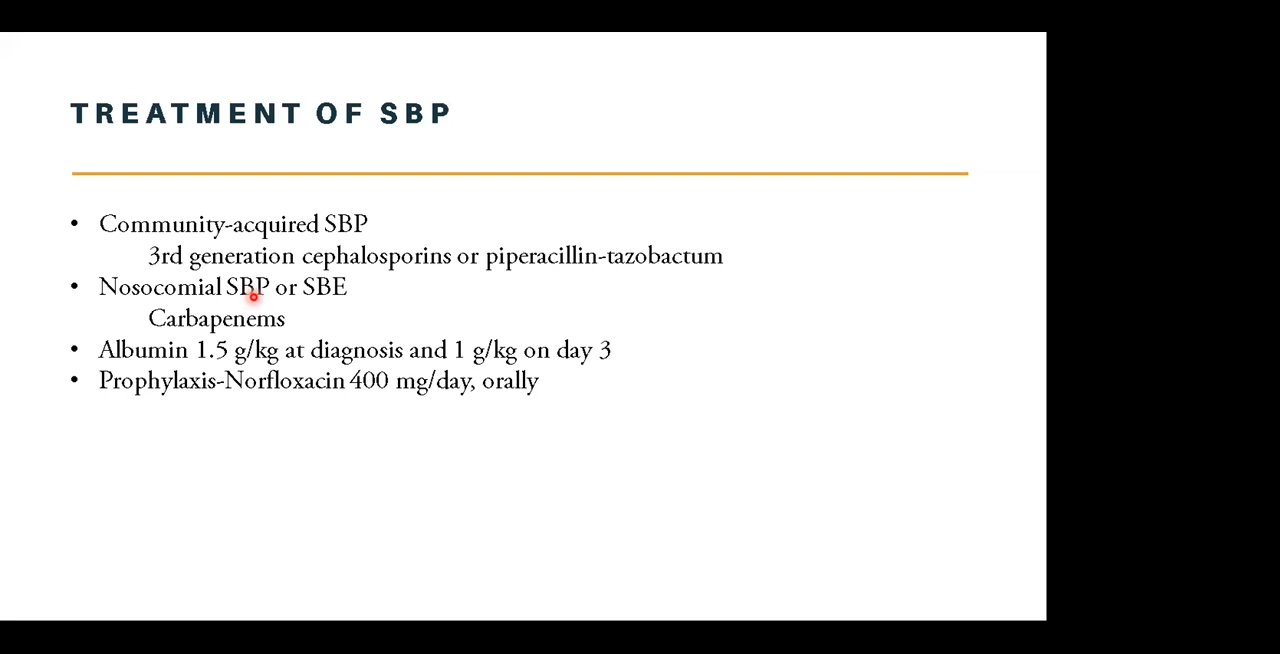 TREATMENT OF SBP
• Community-acquired SBP
3rd generation cephalosporins or piperacillin-tazobactum
• Nosocomial SBP or SBE
Carbapenems
• Albumin 1.5 g/kg at diagnosis and 1 g/kg on day 3
• Prophylaxis-Norfloxacin 400 mg/day, orally